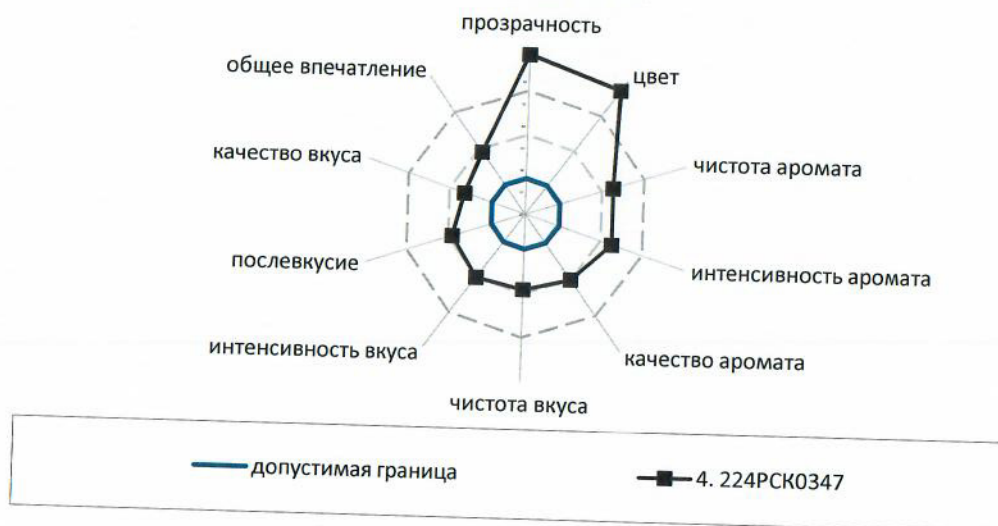 прозрачность
общее впечатление
цвет
качество вкуса
чистота аромата
послевкусие
интенсивность аромата
интенсивность вкуса
качество аромата
чистота вкуса
допустимая граница
4. 224РСК0347